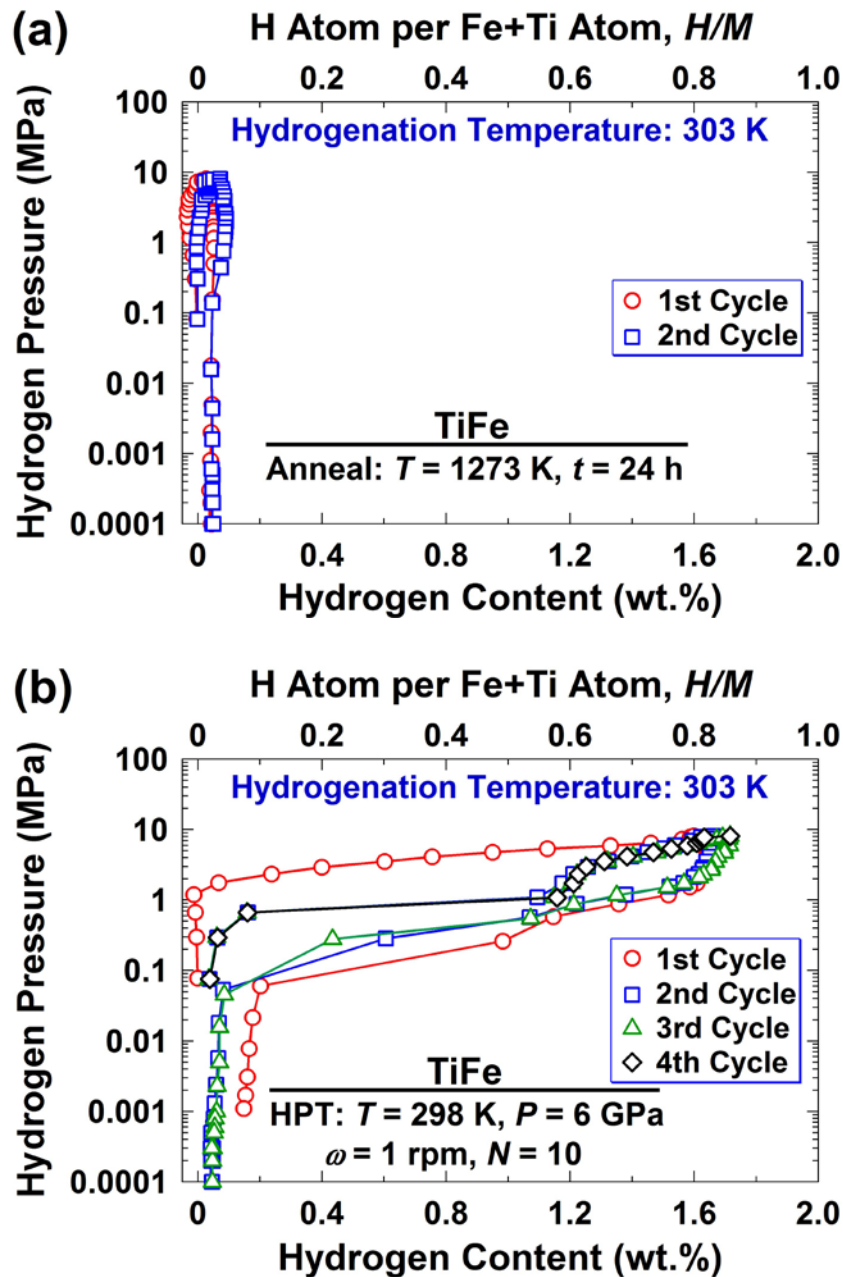 (a)
H Atom per Fe+Ti Atom, H/M
0 0.2 0.4 0.6 0.8 1.0
Hydrogen Pressure (MPa)
100
10
1
0.1
0.01
0.001
0.0001
Hydrogenation Temperature: 303 K
1st Cycle
2nd Cycle
TiFe
Anneal: T = 1273 K, t = 24 h
0 0.4 0.8 1.2 1.6 2.0
Hydrogen Content (wt.%)
(b)
H Atom per Fe+Ti Atom, H/M
0 0.2 0.4 0.6 0.8 1.0
Hydrogen Pressure (MPa)
100
10
1
0.1
0.01
0.001
0.0001
Hydrogenation Temperature: 303 K
1st Cycle
2nd Cycle
3rd Cycle
4th Cycle
TiFe
HPT: T = 298 K, P = 6 GPa
ω = 1 rpm, N = 10
0 0.4 0.8 1.2 1.6 2.0
Hydrogen Content (wt.%)